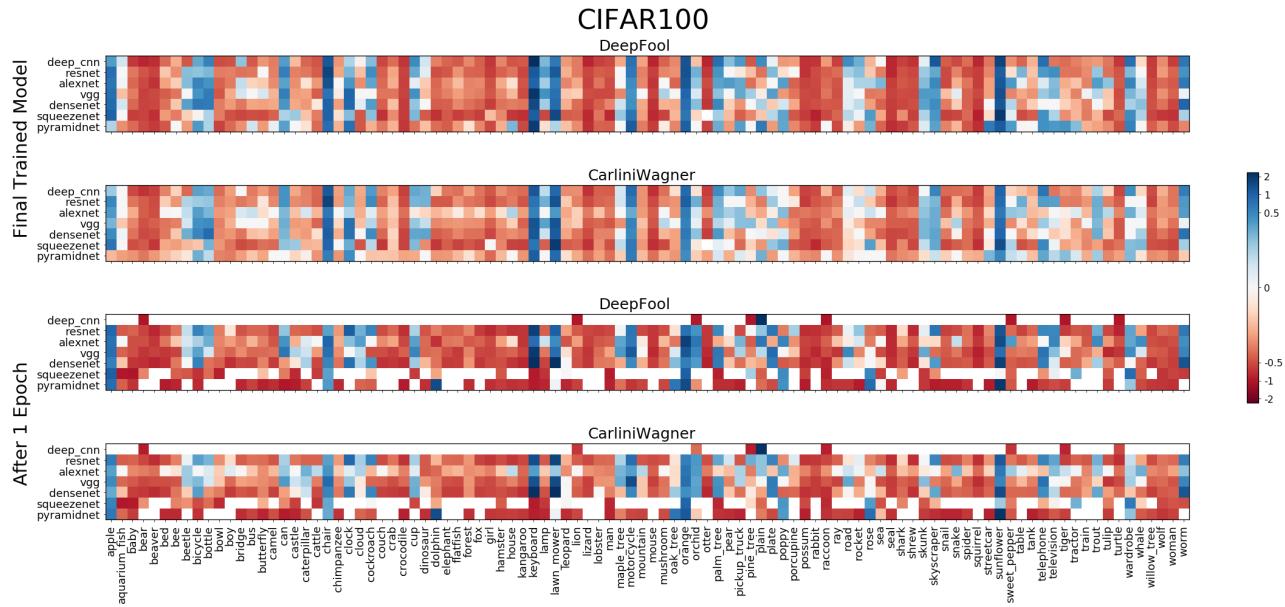 CIFAR100
DeepFool
Final Trained Model
deep_cnn
resnet
alexnet
vgg
densenet
squeezenet
pyramidnet
CarliniWagner
deep_cnn
resnet
alexnet
vgg
densenet
squeezenet
pyramidnet
2
1
0.5
0
-0.5
-1
-2
DeepFool
After 1 Epoch
deep_cnn
resnet
alexnet
vgg
densenet
squeezenet
pyramidnet
CarliniWagner
deep_cnn
resnet
alexnet
vgg
densenet
squeezenet
pyramidnet
apple
aquarium_fish
baby
bear
beaver
bed
bee
beetle
bicycle
bottle
bowl
boy
bridge
bus
butterfly
camel
can
castle
caterpillar
cattle
chair
chimpanzee
clock
cloud
cockroach
couch
crab
crocodile
cup
dinosaur
dolphin
elephant
flatfish
forest
fox
girl
hamster
house
kangaroo
keyboard
lamp
lawn_mower
leopard
lion
lizard
lobster
man
maple_tree
motorcycle
mountain
mouse
mushroom
oak_tree
orange
orchid
otter
palm_tree
pear
pickup_truck
pine_tree
plain
plate
poppy
porcupine
possum
rabbit
raccoon
ray
road
rocket
rose
sea
seal
shark
shrew
skunk
skyscraper
snail
snake
spider
squirrel
streetcar
sunflower
sweet_pepper
table
tank
telephone
television
tiger
tractor
train
trout
tulip
turtle
wardrobe
whale
willow_tree
wolf
woman
worm